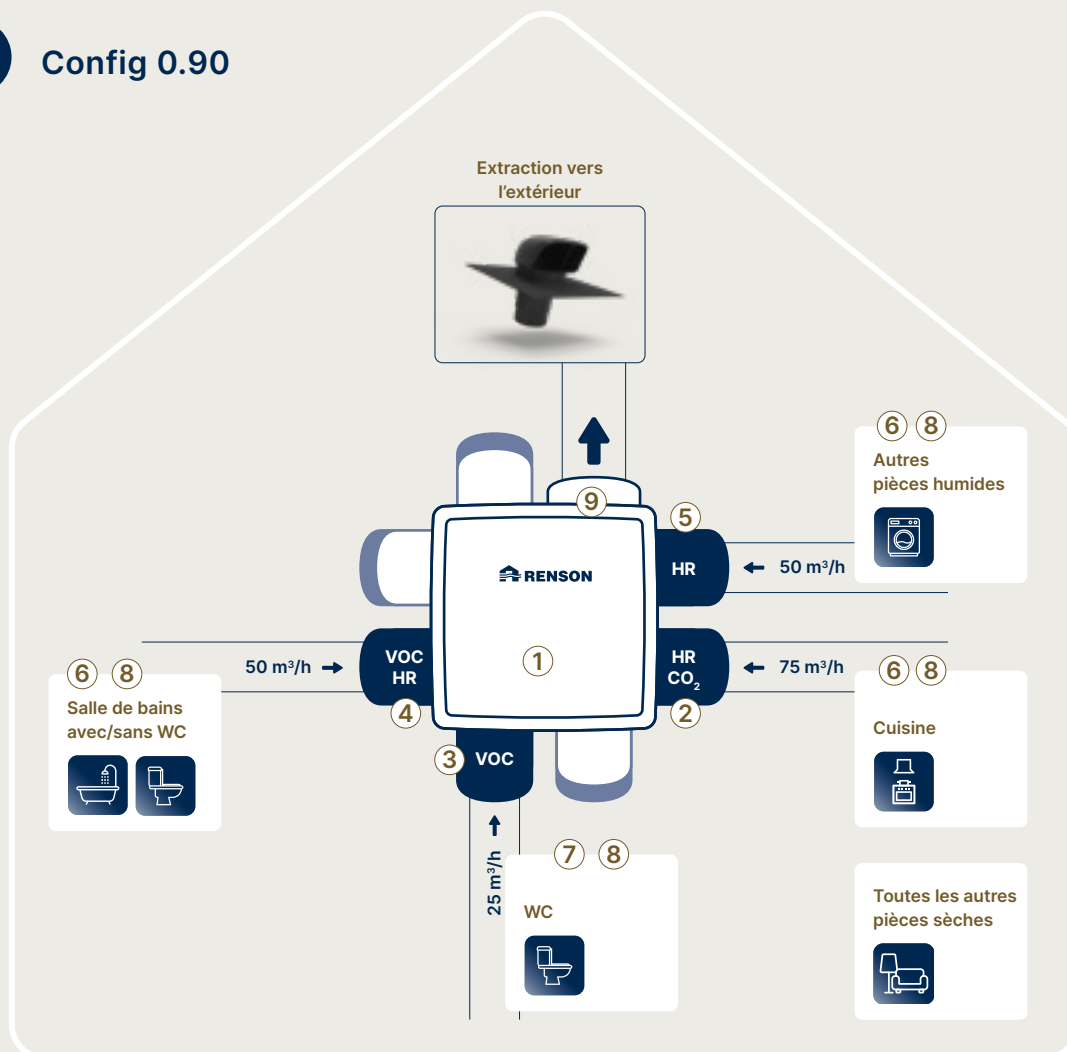 Config 0.90
Extraction vers
l'extérieur
6 8
Autres
pièces humides
9
5
RENSON
HR
50 m³/h
50 m³/h
VOC
HR
1
HR
CO₂
75 m³/h
6 8
Salle de bains
avec/sans WC
4
2
6 8
Cuisine
3
VOC
25 m³/h
7 8
WC
Toutes les autres
pièces sèches